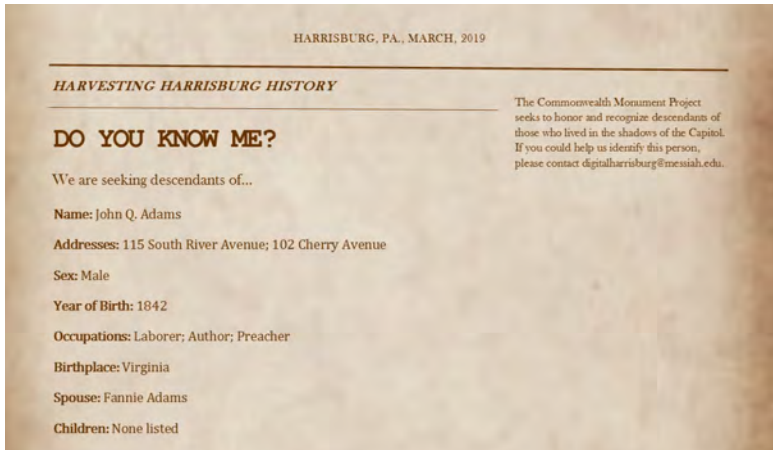 HARRISBURG, PA., MARCH, 2019
HARVESTING HARRISBURG HISTORY
DO YOU KNOW ME?
We are seeking descendants of...
Name: John Q. Adams
Addresses: 115 South River Avenue; 102 Cherry Avenue
Sex: Male
Year of Birth: 1842
Occupations: Laborer; Author; Preacher
Birthplace: Virginia
Spouse: Fannie Adams
Children: None listed
The Commonwealth Monument Project
seeks to honor and recognize descendants of
those who lived in the shadows of the Capitol.
If you could help us identify this person,
please contact digitalharrisburg@messiah.edu.